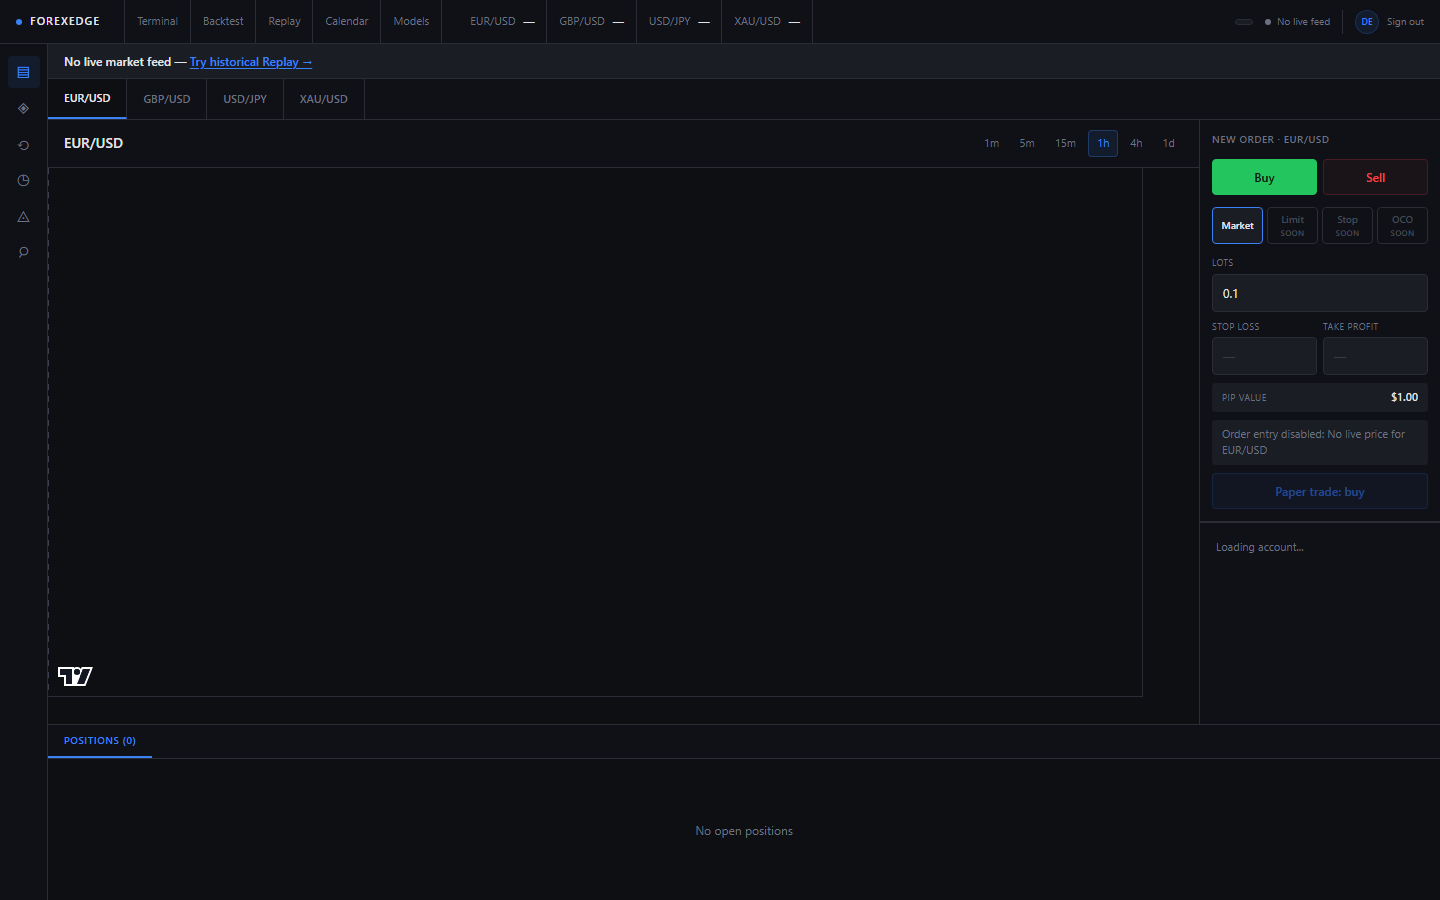 FOREXEDGE Terminal Backtest Replay Calendar Models EUR/USD — GBP/USD — USD/JPY — XAU/USD — No live feed DE Sign out
No live market feed — Try historical Replay →
EUR/USD GBP/USD USD/JPY XAU/USD
EUR/USD 1m 5m 15m 1h 4h 1d
NEW ORDER · EUR/USD
Buy Sell
Market Limit SOON Stop SOON OCO SOON
LOTS
0.1
STOP LOSS TAKE PROFIT
— —
PIP VALUE $1.00
Order entry disabled: No live price for
EUR/USD
Paper trade: buy
Loading account...
POSITIONS (0)
No open positions